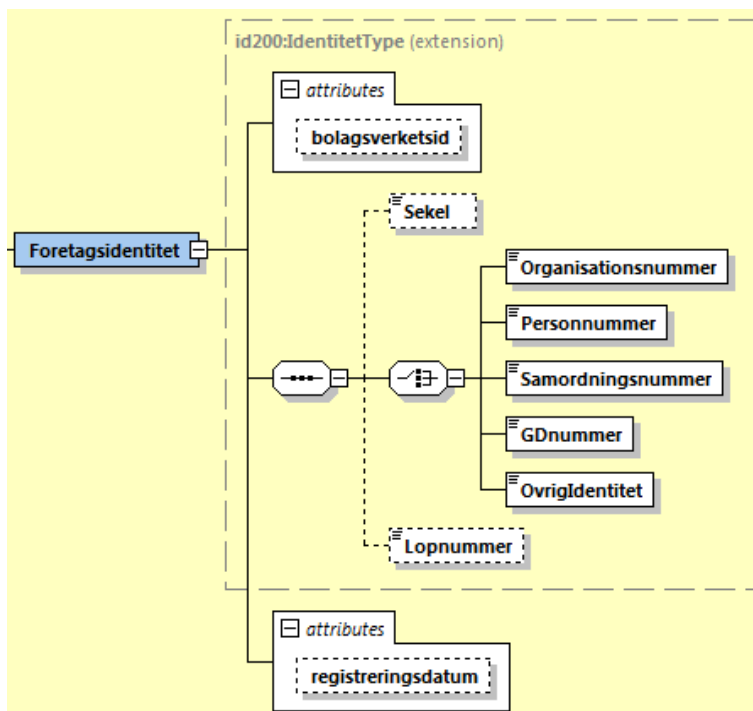 id200:IdentitetType (extension)
attributes
bolagsverketsid
Sekel
Foretagsidentitet
Organisationsnummer
Personnummer
Samordningsnummer
GDnummer
OvrigIdentitet
Lopnummer
attributes
registreringsdatum